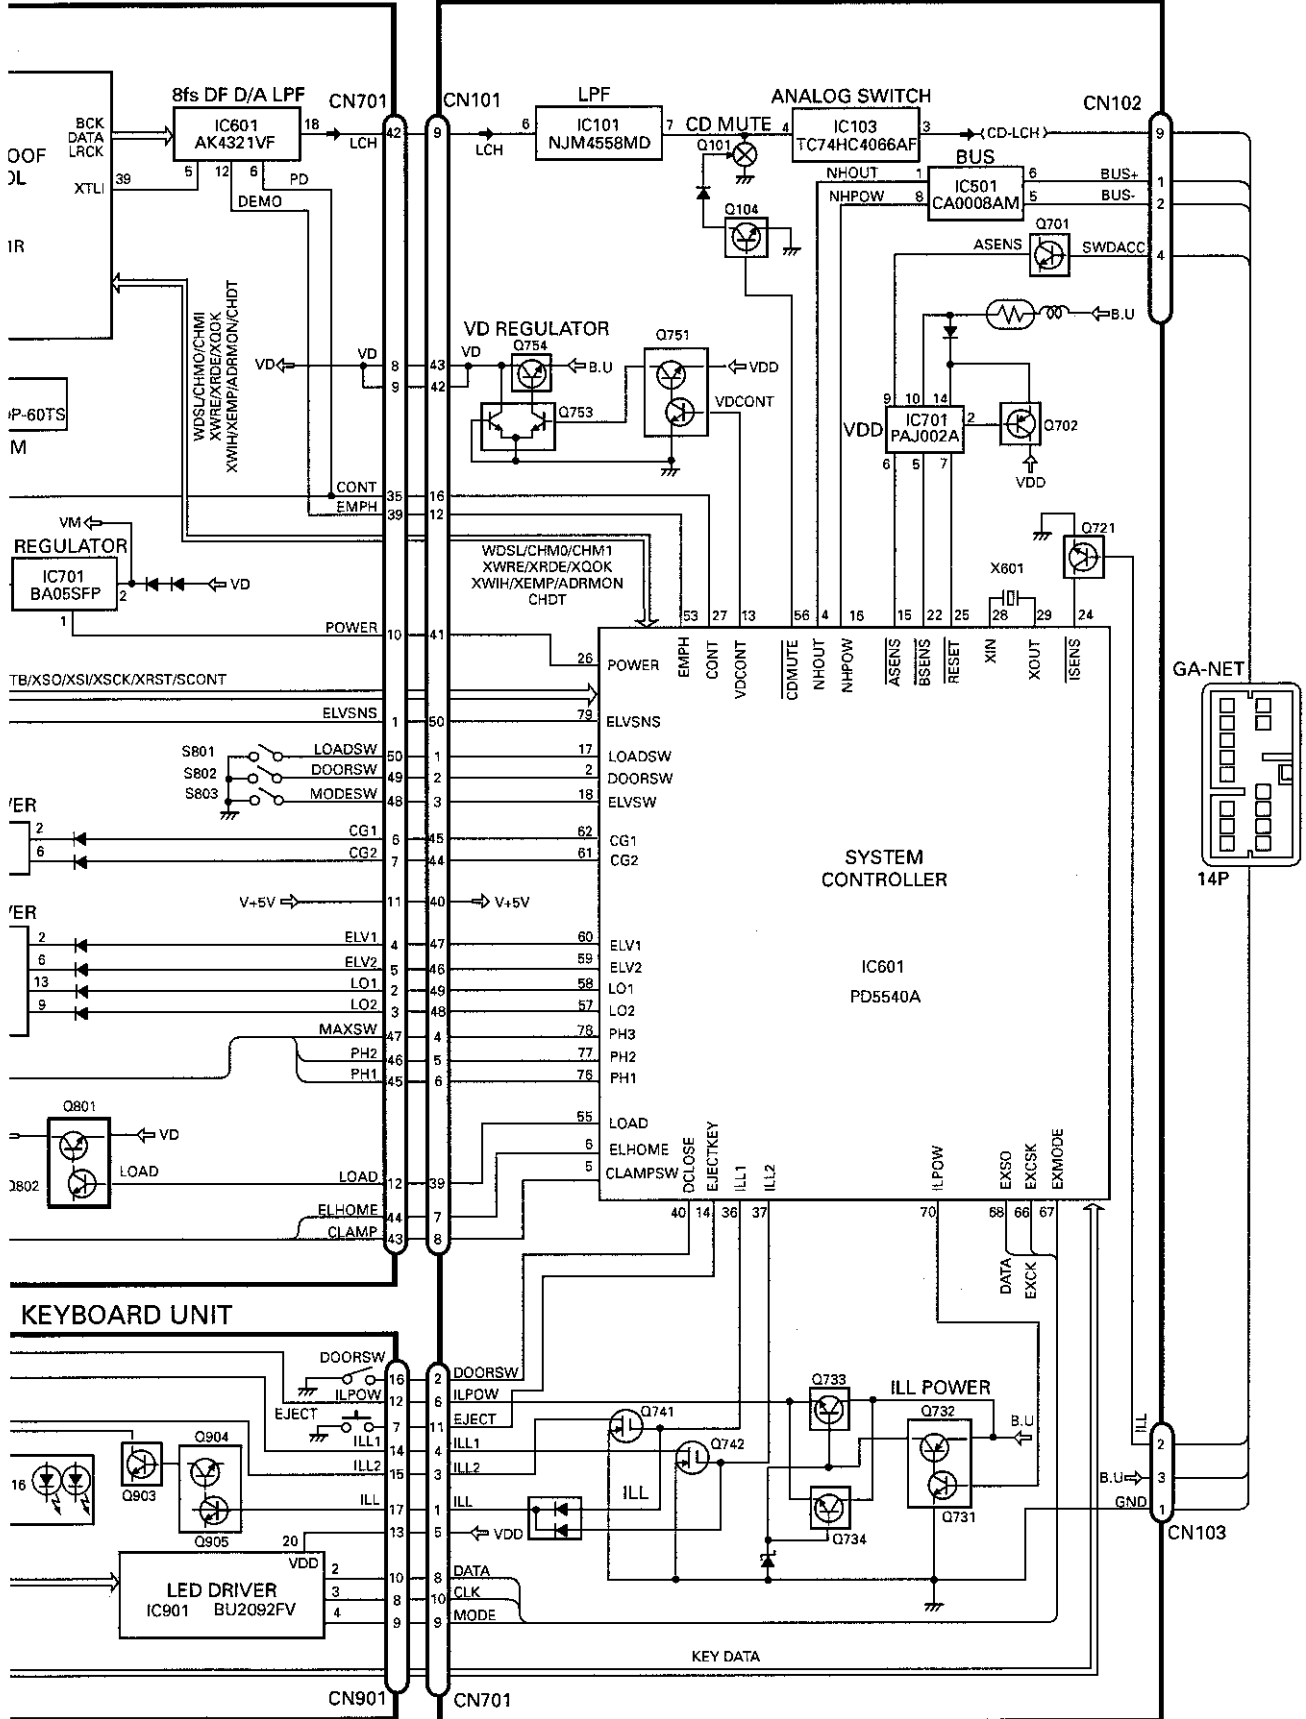 8fs DF D/A LPF
CN701
CN101
LPF
ANALOG SWITCH
CN102
BCK
DATA
LRCK
XTLI
39
IC601
AK4321VF
18
LCH
42
9
LCH
6
IC101
NJM4558MD
7
CD MUTE
Q101
4
IC103
TC74HC4066AF
3
CD-LCH
9
5
12
6
PD
DEMO
NHOUT
1
NHPOW
8
BUS
IC501
CA0008AM
6
BUS+
1
5
BUS-
2
Q104
ASENS
Q701
SWDACC
4
WDSL/CHMO/CHMI
XWRE/XRDE/XQOK
XWIH/XEMP/ADRMON/CHDT
B.U
VD REGULATOR
VD
VD
8
43
VD
9
42
Q754
B.U
Q751
VDD
Q753
VDCONT
9
10
14
VDD
IC701
PAJ002A
2
Q702
VDD
6
5
7
P-60TS
M
CONT
35
16
EMPH
39
12
VM
REGULATOR
IC701
BA05SFP
2
VD
1
WDSL/CHM0/CHM1
XWRE/XRDE/XQOK
XWIH/XEMP/ADRMON
CHDT
Q721
X601
53
27
13
56
4
16
15
22
25
28
29
24
POWER
10
41
26
POWER
EMPH
CONT
VDCONT
CDMUTE
NHOUT
NHPOW
ASENS
BSENS
RESET
XIN
XOUT
ISENS
GA-NET
TB/XSO/XSI/XSCK/XRST/SCONT
ELVSNS
1
50
79
ELVSNS
S801
LOADSW
50
1
17
LOADSW
S802
DOORSW
49
2
2
DOORSW
S803
MODESW
48
3
18
ELVSW
VER
2
CG1
6
45
62
CG1
6
CG2
7
44
61
CG2
SYSTEM
CONTROLLER
14P
V+5V
11
40
V+5V
VER
2
ELV1
4
47
60
ELV1
6
ELV2
5
46
59
ELV2
13
LO1
2
49
58
LO1
9
LO2
3
48
57
LO2
IC601
PD5540A
MAXSW
47
4
78
PH3
PH2
46
5
77
PH2
PH1
45
6
76
PH1
Q801
VD
LOAD
Q802
55
LOAD
6
ELHOME
5
CLAMPSW
LOAD
12
39
ELHOME
44
7
CLAMP
43
8
DCLOSE
EJECTKEY
ILL1
ILL2
ILPOW
EXSO
EXCSK
EXMODE
40
14
36
37
70
68
66
67
DATA
EXCK
KEYBOARD UNIT
DOORSW
16
2
DOORSW
ILPOW
12
6
ILPOW
EJECT
7
11
EJECT
ILL1
14
4
ILL1
ILL2
15
3
ILL2
ILL
17
1
ILL
13
5
VDD
16
Q903
Q904
Q905
Q741
Q742
ILL
Q733
Q734
ILL POWER
Q732
Q731
B.U
ILL
2
B.U
3
GND
1
CN103
20
VDD
LED DRIVER
IC901 BU2092FV
2
10
8
DATA
3
8
10
CLK
4
9
9
MODE
KEY DATA
CN901
CN701